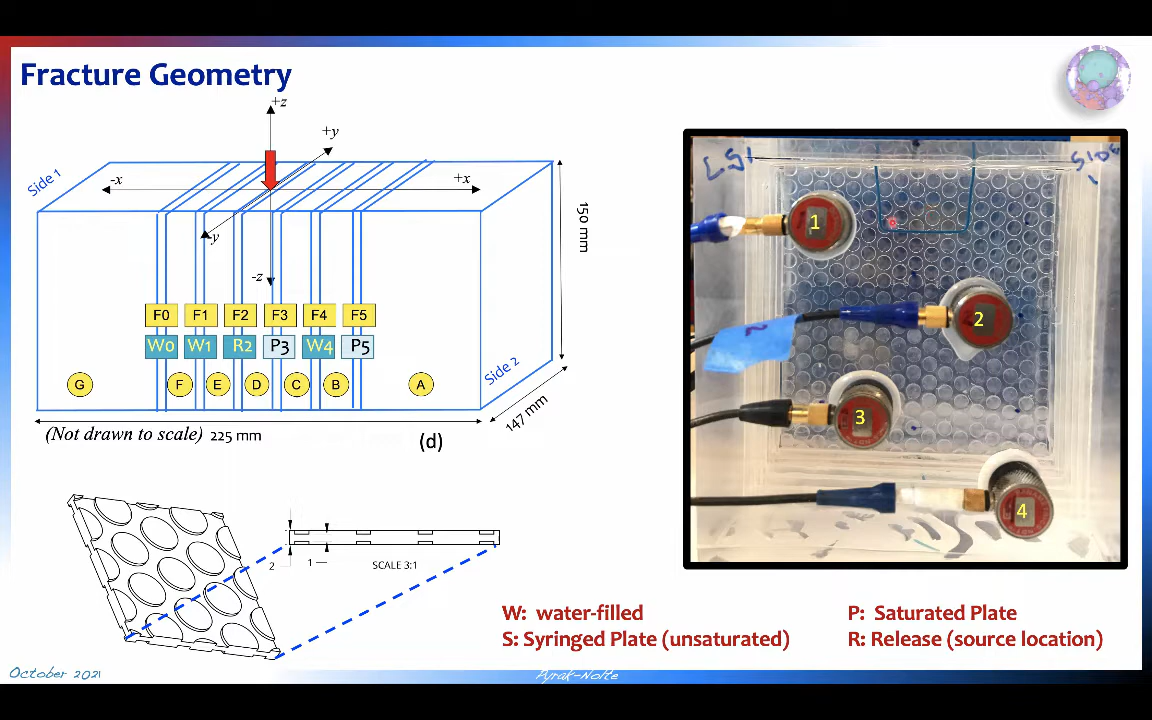 Fracture Geometry
+z
+y
-x
+x
Side 1
-y
-z
150 mm
F0 F1 F2 F3 F4 F5
W0 W1 R2 P3 W4 P5
G F E D C B A
Side 2
147 mm
(Not drawn to scale) 225 mm
(d)
2
1
SCALE 3:1
LS1
SIDE
1
2
3
4
W: water-filled
S: Syringed Plate (unsaturated)
P: Saturated Plate
R: Release (source location)
October 2021
Pyrak-Nolte